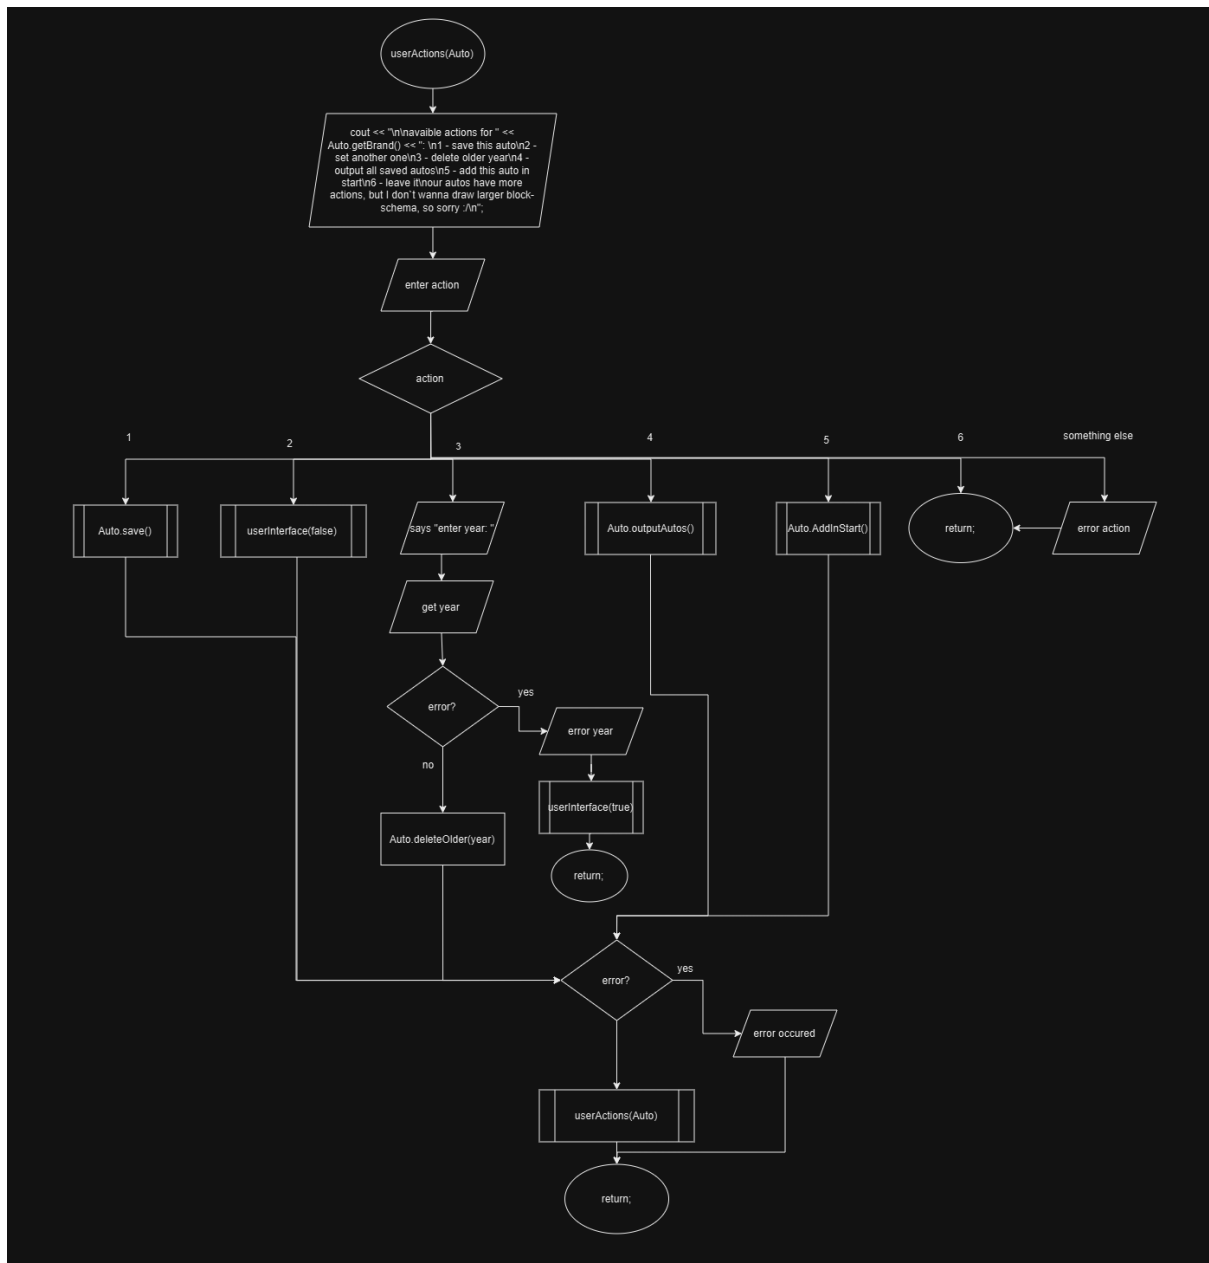 userActions(Auto)
cout << "\n\navaible actions for " <<
Auto.getBrand() << ": \n1 - save this auto\n2 -
set another one\n3 - delete older year\n4 -
output all saved autos\n5 - add this auto in
start\n6 - leave it\nour autos have more
actions, but I don`t wanna draw larger block-
schema, so sorry :/\n";
enter action
action
1
2
3
4
5
6
something else
Auto.save()
userInterface(false)
says "enter year: "
Auto.outputAutos()
Auto.AddInStart()
return;
error action
get year
error?
yes
error year
no
userInterface(true)
Auto.deleteOlder(year)
return;
error?
yes
error occured
userActions(Auto)
return;